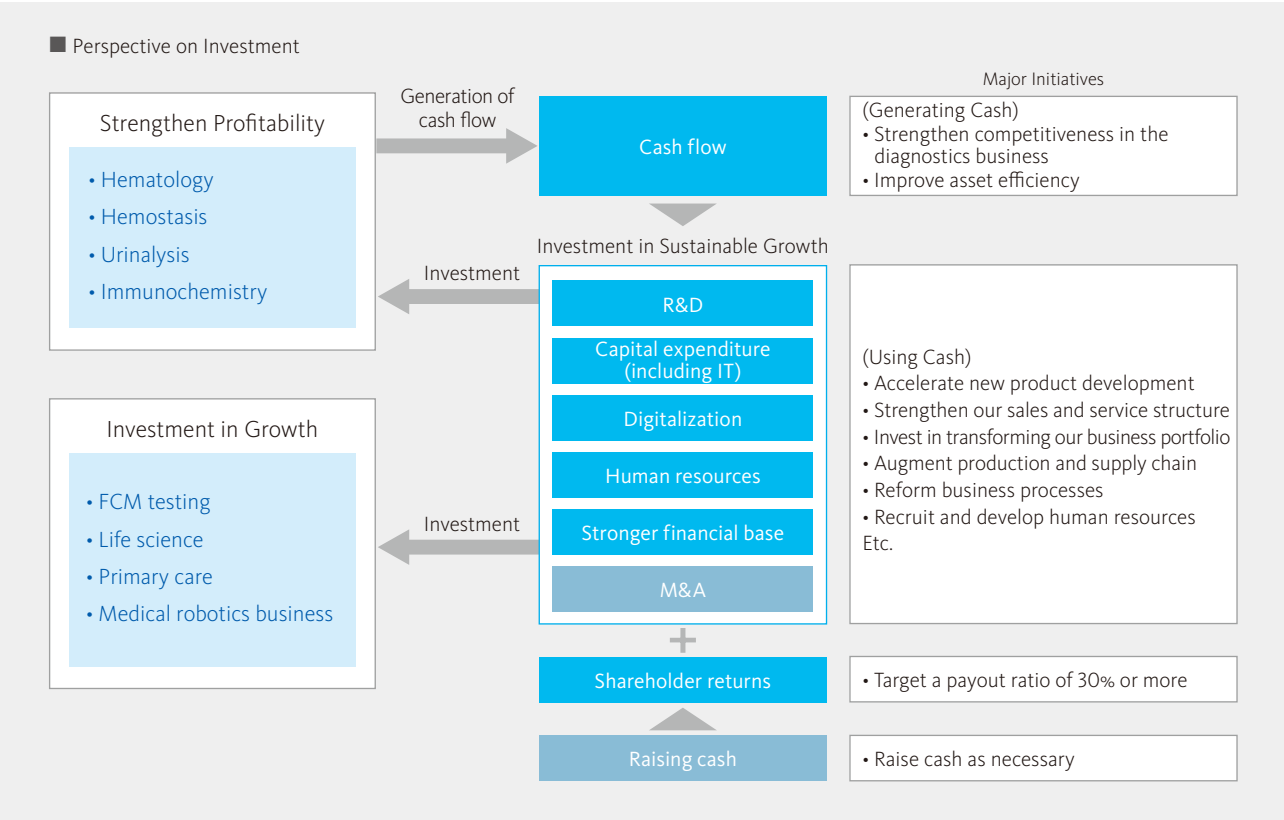 ■ Perspective on Investment
Strengthen Profitability
• Hematology
• Hemostasis
• Urinalysis
• Immunochemistry
Generation of
cash flow
Cash flow
Major Initiatives
(Generating Cash)
• Strengthen competitiveness in the
diagnostics business
• Improve asset efficiency
Investment in Sustainable Growth
Investment
R&D
Capital expenditure
(including IT)
Digitalization
Human resources
Stronger financial base
M&A
(Using Cash)
• Accelerate new product development
• Strengthen our sales and service structure
• Invest in transforming our business portfolio
• Augment production and supply chain
• Reform business processes
• Recruit and develop human resources
Etc.
Investment in Growth
• FCM testing
• Life science
• Primary care
• Medical robotics business
Investment
+
Shareholder returns
• Target a payout ratio of 30% or more
Raising cash
• Raise cash as necessary